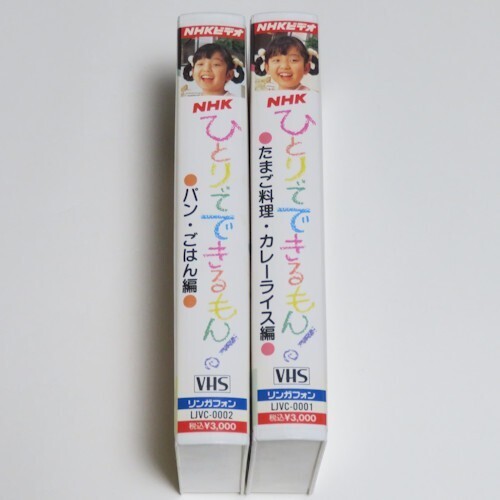 NHKビデオ
NHK
ひとりでできるもん!
●パン・ごはん編●
VHS
リンガフォン
LJVC-0002
税込¥3,000
NHKビデオ
NHK
ひとりでできるもん!
●たまご料理・カレーライス編●
VHS
リンガフォン
LJVC-0001
税込¥3,000